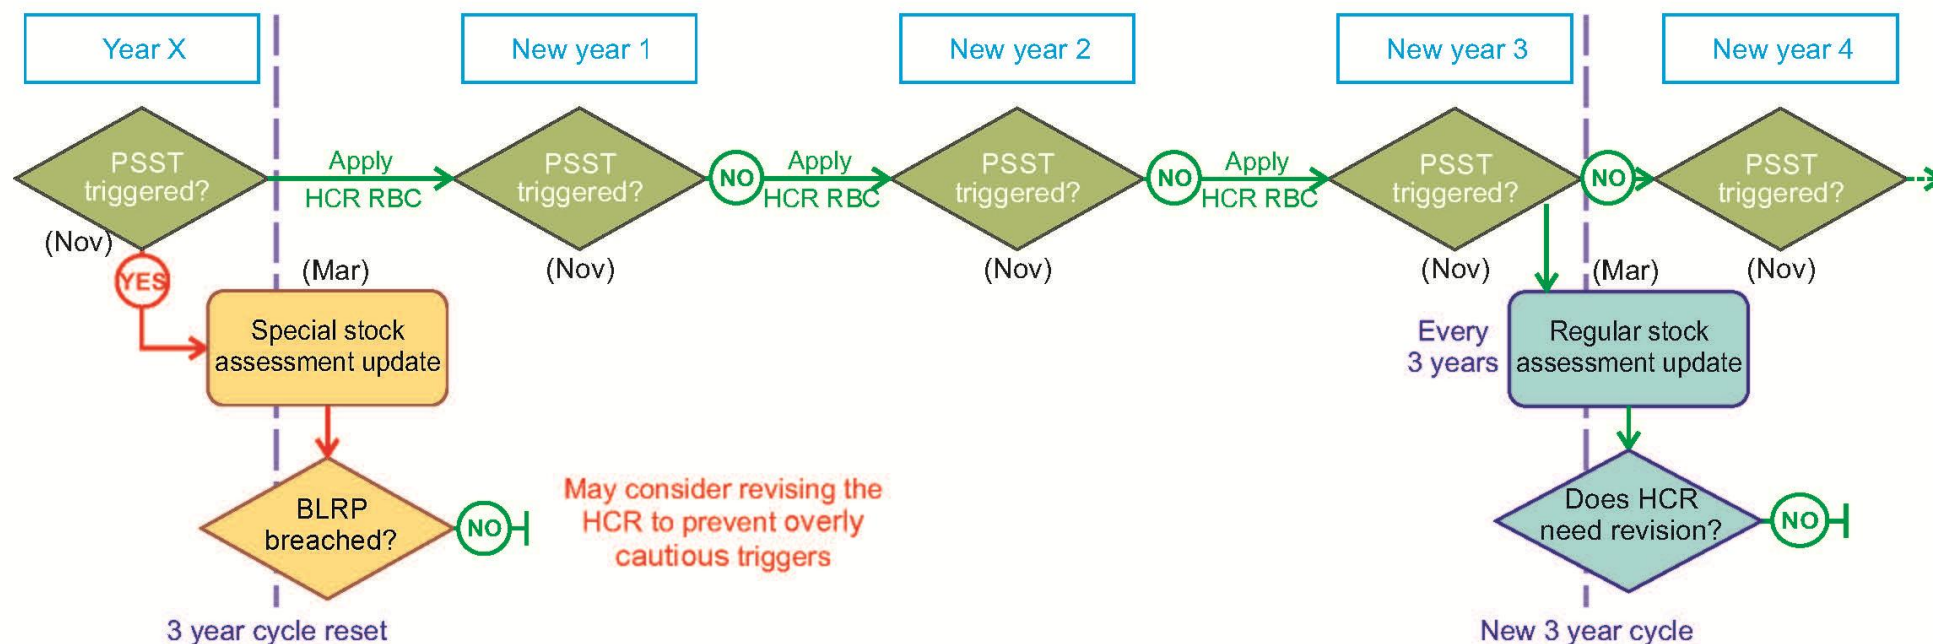 Year X
New year 1
New year 2
New year 3
New year 4
PSST
triggered?
Apply
HCR RBC
PSST
triggered?
NO
Apply
HCR RBC
PSST
triggered?
NO
Apply
HCR RBC
PSST
triggered?
NO
PSST
triggered?
(Nov)
(Nov)
(Nov)
(Nov)
(Nov)
YES
(Mar)
(Mar)
Special stock
assessment update
Every
3 years
Regular stock
assessment update
BLRP
breached?
NO
May consider revising the
HCR to prevent overly
cautious triggers
Does HCR
need revision?
NO
3 year cycle reset
New 3 year cycle